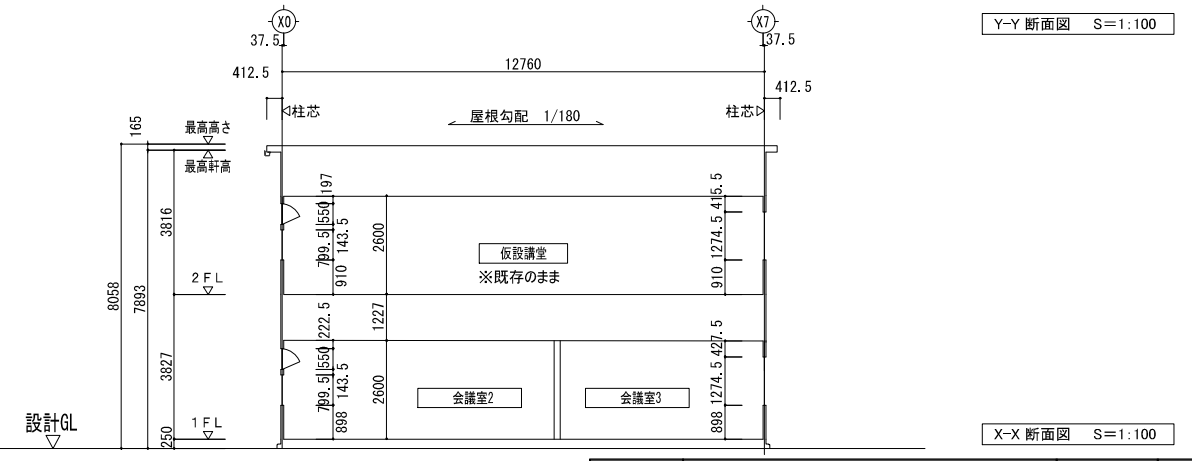 X0
X7
Y-Y 断面図 S=1:100
37.5
37.5
12760
412.5
412.5
柱芯
柱芯
屋根勾配 1/180
165
最高高さ
最高軒高
197
415.5
550
3816
799.5
143.5
2600
1274.5
仮設講堂
※既存のまま
910
910
2FL
8058
7893
222.5
1227
427.5
550
3827
799.5
143.5
2600
1274.5
会議室2
会議室3
898
898
設計GL
1FL
250
X-X 断面図 S=1:100